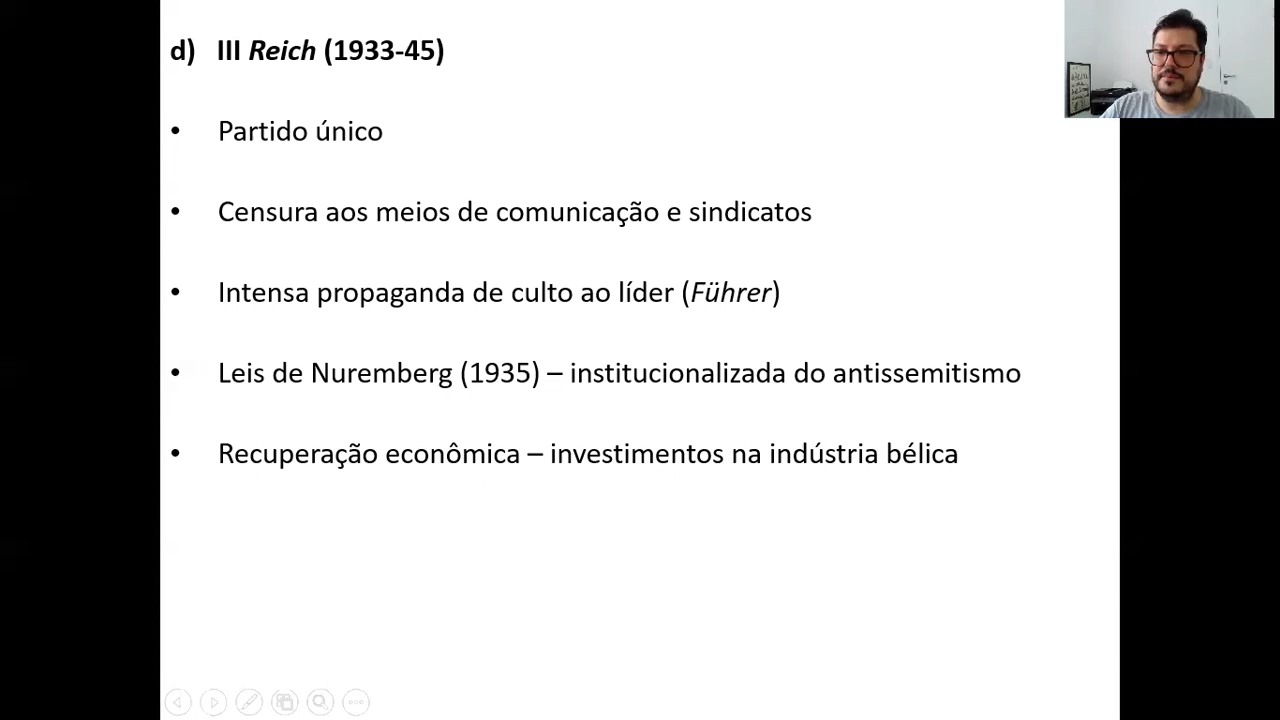 d) III Reich (1933-45)
• Partido único
• Censura aos meios de comunicação e sindicatos
• Intensa propaganda de culto ao líder (Führer)
• Leis de Nuremberg (1935) – institucionalizada do antissemitismo
• Recuperação econômica – investimentos na indústria bélica